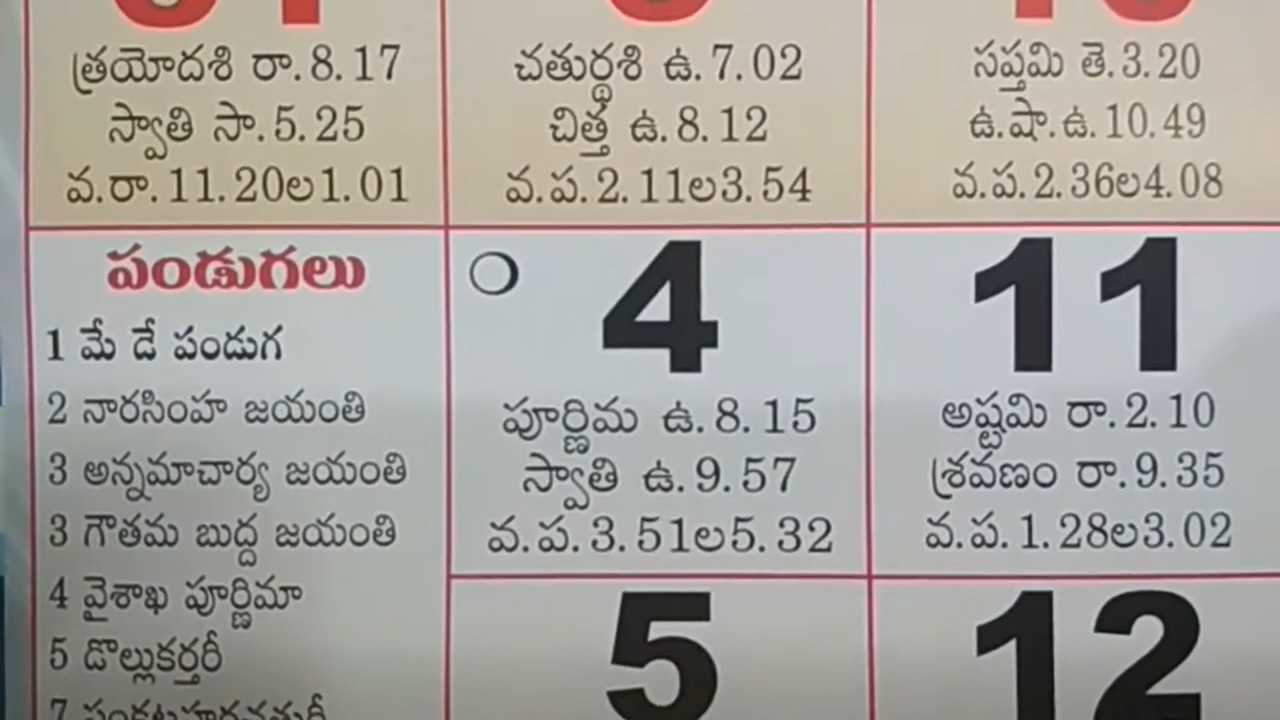 త్రయోదశి రా.8.17
స్వాతి సా.5.25
వ.రా.11.20ల1.01
చతుర్థశి ఉ.7.02
చిత్త ఉ.8.12
వ.ప.2.11ల3.54
సప్తమి తె.3.20
ఉ.షా.ఉ.10.49
వ.ప.2.36ల4.08
పండుగలు
1 మే డే పండుగ
2 నారసింహ జయంతి
3 అన్నమాచార్య జయంతి
3 గౌతమ బుద్ధ జయంతి
4 వైశాఖ పూర్ణిమా
5 డొల్లుకర్తరీ
7
4
పూర్ణిమ ఉ.8.15
స్వాతి ఉ.9.57
వ.ప.3.51ల5.32
5
11
అష్టమి రా.2.10
శ్రవణం రా.9.35
వ.ప.1.28ల3.02
12